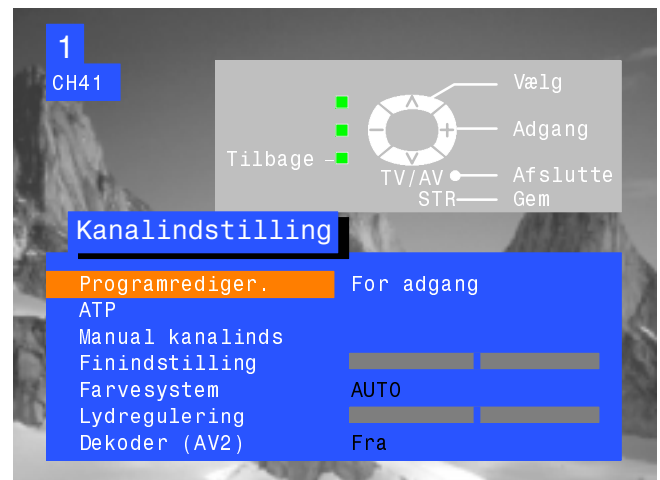 1
CH41
Vælg
Adgang
Tilbage
TV/AV Afslutte
STR Gem
Kanalindstilling
Programrediger. For adgang
ATP
Manual kanalinds
Finindstilling
Farvesystem AUTO
Lydregulering
Dekoder (AV2) Fra